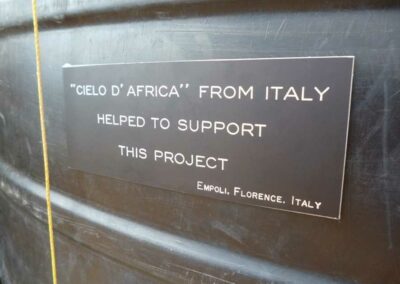 "CIELO D'AFRICA" FROM ITALY
HELPED TO SUPPORT
THIS PROJECT
EMPOLI, FLORENCE, ITALY